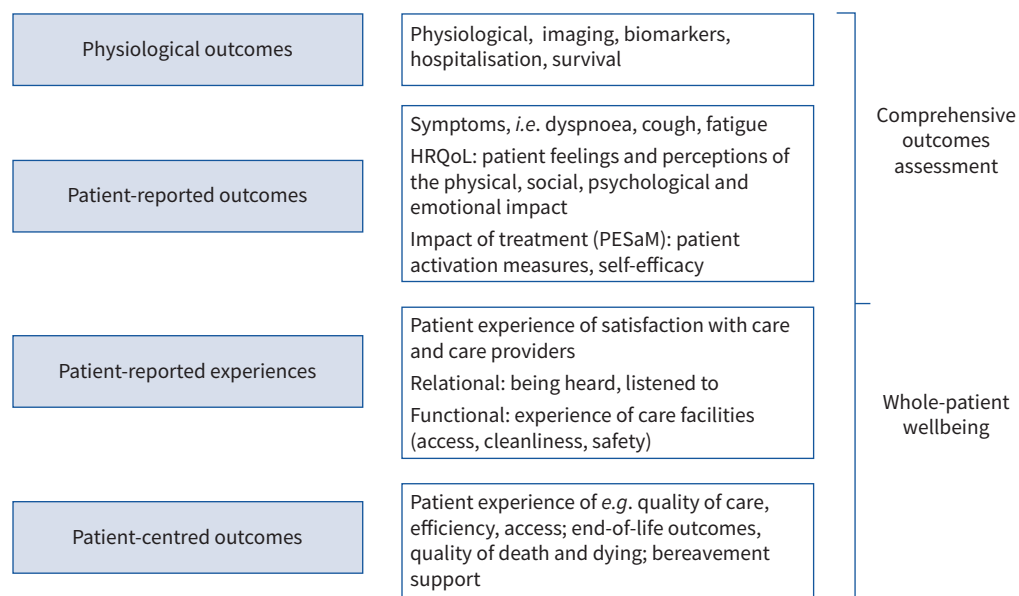 Physiological outcomes
Physiological, imaging, biomarkers,
hospitalisation, survival
Patient-reported outcomes
Symptoms, i.e. dyspnoea, cough, fatigue
HRQoL: patient feelings and perceptions of
the physical, social, psychological and
emotional impact
Impact of treatment (PESaM): patient
activation measures, self-efficacy
Patient-reported experiences
Patient experience of satisfaction with care
and care providers
Relational: being heard, listened to
Functional: experience of care facilities
(access, cleanliness, safety)
Patient-centred outcomes
Patient experience of e.g. quality of care,
efficiency, access; end-of-life outcomes,
quality of death and dying; bereavement
support
Comprehensive
outcomes
assessment
Whole-patient
wellbeing